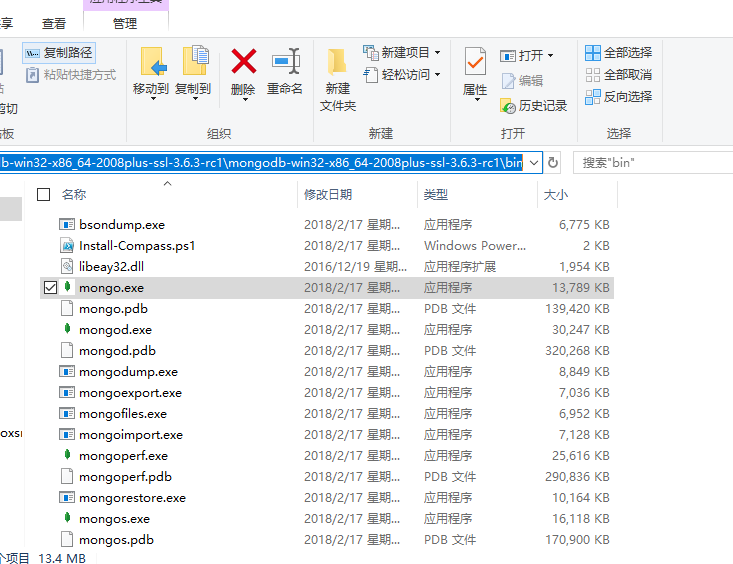 应用程序工具
享 查看 管理
复制路径
粘贴快捷方式
剪切
贴板
移动到 复制到 删除 重命名
组织
新建
文件夹
新建项目
轻松访问
新建
属性
打开
编辑
历史记录
打开
全部选择
全部取消
反向选择
选择
b-win32-x86_64-2008plus-ssl-3.6.3-rc1\mongodb-win32-x86_64-2008plus-ssl-3.6.3-rc1\bin
搜索"bin"
名称 修改日期 类型 大小
bsondump.exe 2018/2/17 星期... 应用程序 6,775 KB
Install-Compass.ps1 2018/2/17 星期... Windows Power... 2 KB
libeay32.dll 2016/12/19 星期... 应用程序扩展 1,954 KB
mongo.exe 2018/2/17 星期... 应用程序 13,789 KB
mongo.pdb 2018/2/17 星期... PDB 文件 139,420 KB
mongod.exe 2018/2/17 星期... 应用程序 30,247 KB
mongod.pdb 2018/2/17 星期... PDB 文件 320,268 KB
mongodump.exe 2018/2/17 星期... 应用程序 8,849 KB
mongoexport.exe 2018/2/17 星期... 应用程序 7,036 KB
mongofiles.exe 2018/2/17 星期... 应用程序 6,952 KB
mongoimport.exe 2018/2/17 星期... 应用程序 7,128 KB
mongoperf.exe 2018/2/17 星期... 应用程序 25,616 KB
mongoperf.pdb 2018/2/17 星期... PDB 文件 290,836 KB
mongorestore.exe 2018/2/17 星期... 应用程序 10,164 KB
mongos.exe 2018/2/17 星期... 应用程序 16,118 KB
mongos.pdb 2018/2/17 星期... PDB 文件 170,900 KB
个项目 13.4 MB